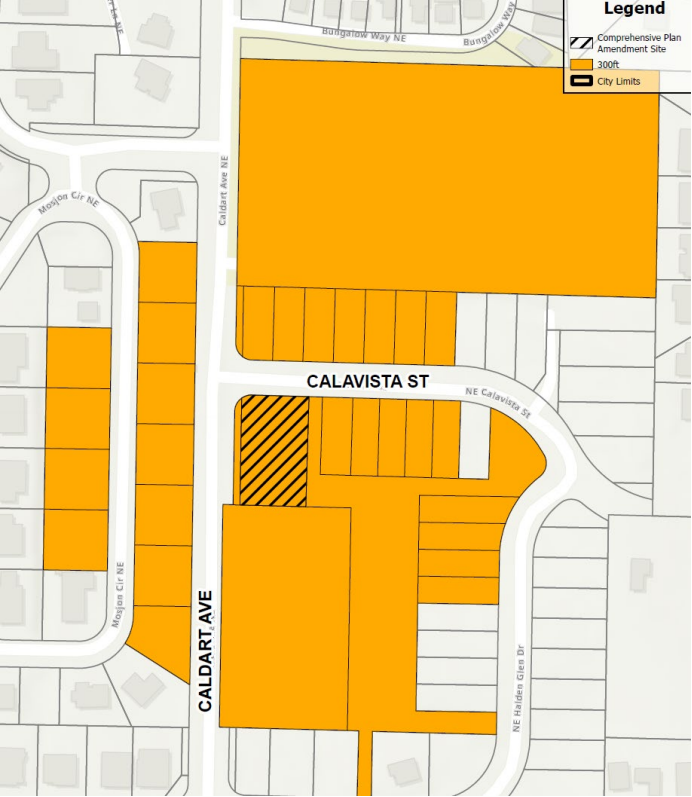 Legend
Comprehensive Plan
Amendment Site
300ft
City Limits
Bungalow Way NE
Bungalow Way
Caldart Ave NE
Mosjon Cir NE
CALAVISTA ST
NE Calavista St
Mosjon Cir NE
CALDART AVE
NE Haiden Glen Dr